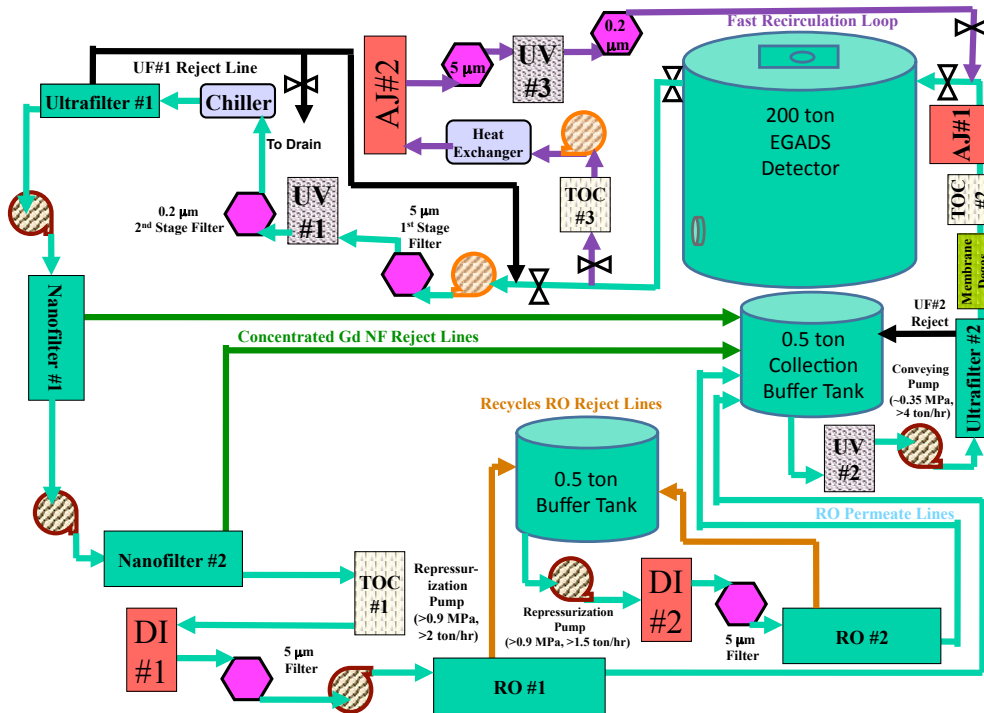 Fast Recirculation Loop
0.2
μm
UF#1 Reject Line
5 μm
UV
#3
AJ#2
Ultrafilter #1
Chiller
To Drain
Heat
Exchanger
200 ton
EGADS
Detector
AJ#1
TOC
#3
TOC
#2
UV
#1
0.2 μm
2nd Stage Filter
5 μm
1st Stage
Filter
Membrane
Nanofilter #1
Concentrated Gd NF Reject Lines
UF#2
Reject
0.5 ton
Collection
Buffer Tank
Conveying
Pump
(~0.35 MPa,
>4 ton/hr)
Ultrafilter #2
Recycles RO Reject Lines
UV
#2
0.5 ton
Buffer Tank
RO Permeate Lines
Nanofilter #2
TOC
#1
Repressur-
ization
Pump
(>0.9 MPa,
>2 ton/hr)
DI
#2
Repressurization
Pump
(>0.9 MPa, >1.5 ton/hr)
5 μm
Filter
RO #2
DI
#1
5 μm
Filter
RO #1